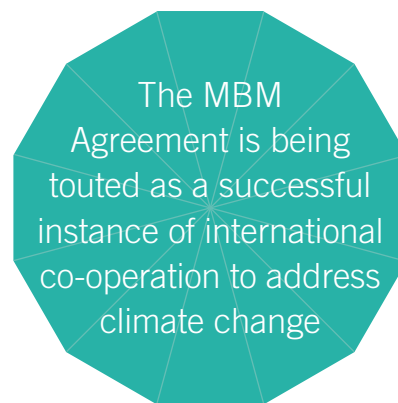 The MBM
Agreement is being
touted as a successful
instance of international
co-operation to address
climate change